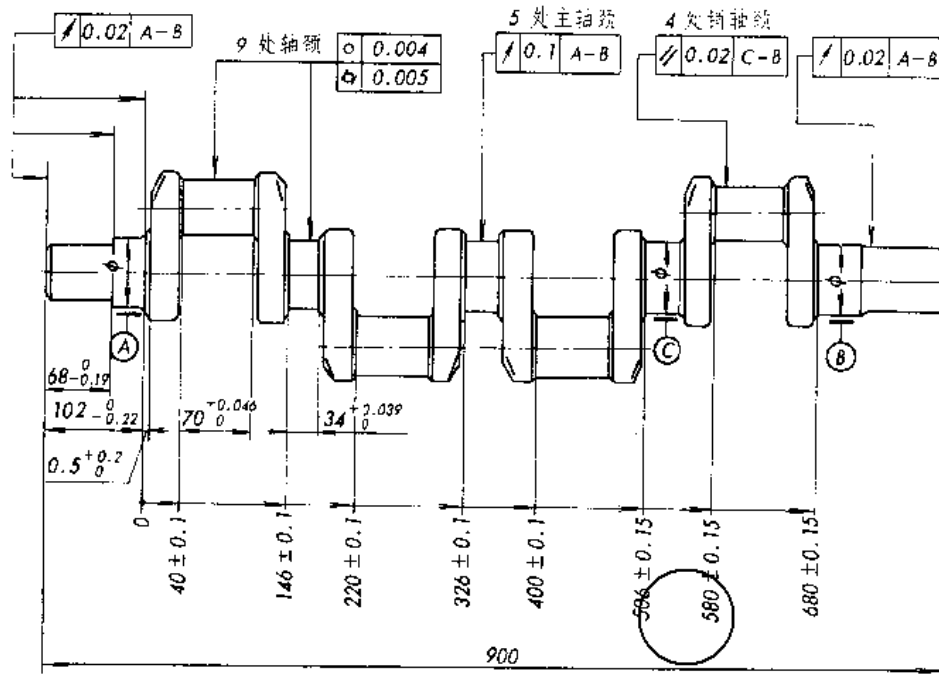 5 处主轴颈
4 处销轴颈
0.02 A-B
9 处轴颈
○ 0.004
0.005
0.1 A-B
// 0.02 C-B
0.02 A-B
φ
φ
φ
A
C
B
68 0 -0.19
102 0 -0.22
70 +0.046 0
34 +0.039 0
0.5 +0.2 0
0
40±0.1
146±0.1
220±0.1
326±0.1
400±0.1
506±0.15
580±0.15
680±0.15
900